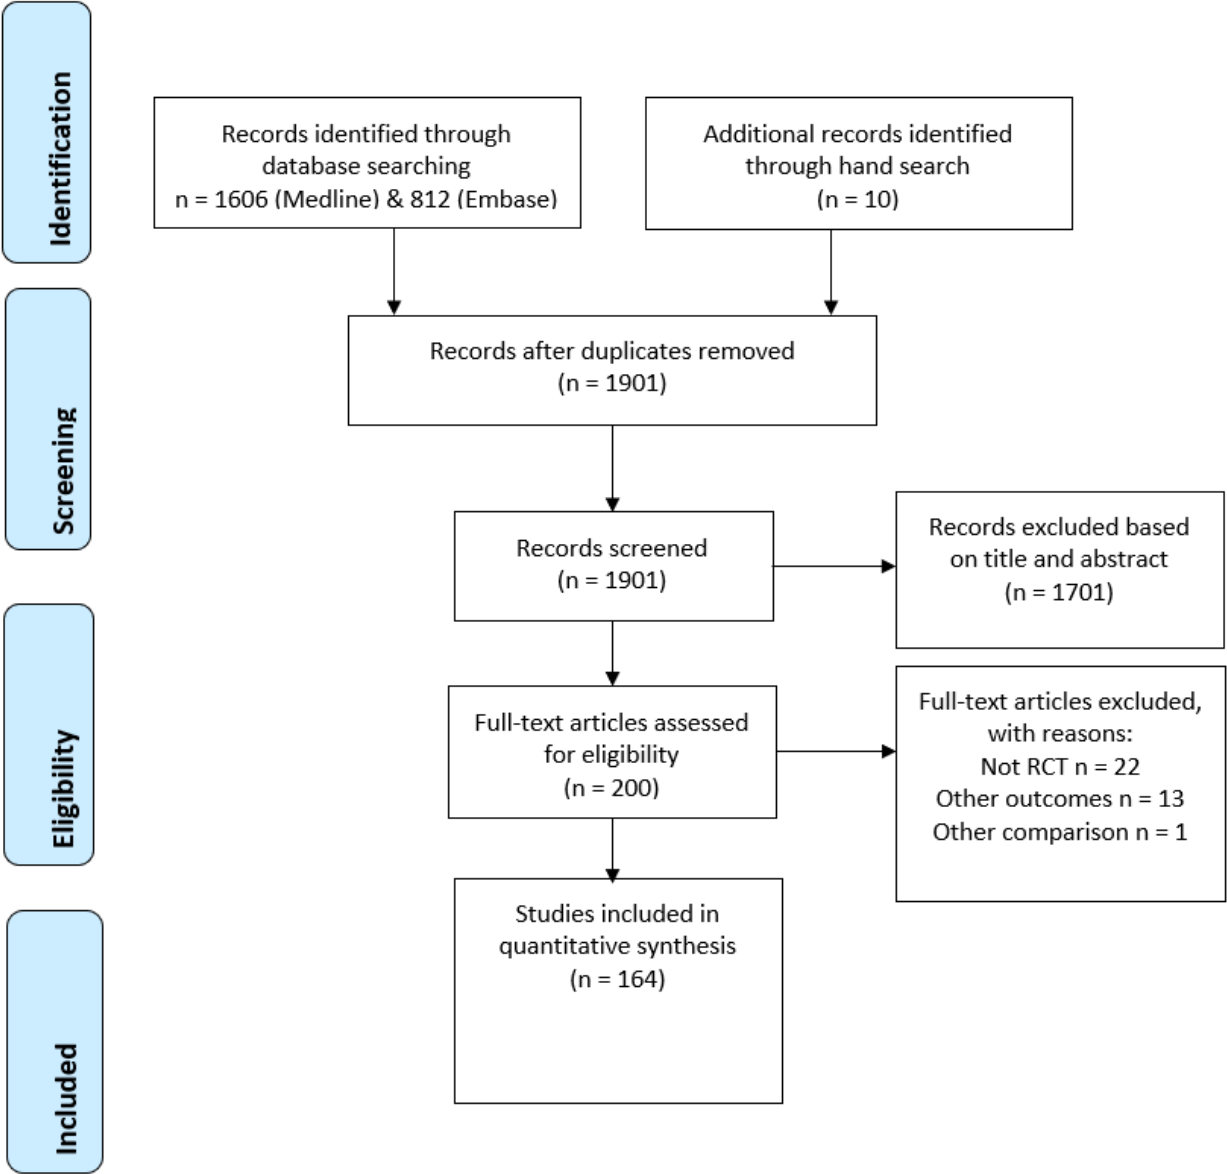 Identification
Records identified through
database searching
n = 1606 (Medline) & 812 (Embase)
Additional records identified
through hand search
(n = 10)
Screening
Records after duplicates removed
(n = 1901)
Records screened
(n = 1901)
Records excluded based
on title and abstract
(n = 1701)
Eligibility
Full-text articles assessed
for eligibility
(n = 200)
Full-text articles excluded,
with reasons:
Not RCT n = 22
Other outcomes n = 13
Other comparison n = 1
Included
Studies included in
quantitative synthesis
(n = 164)